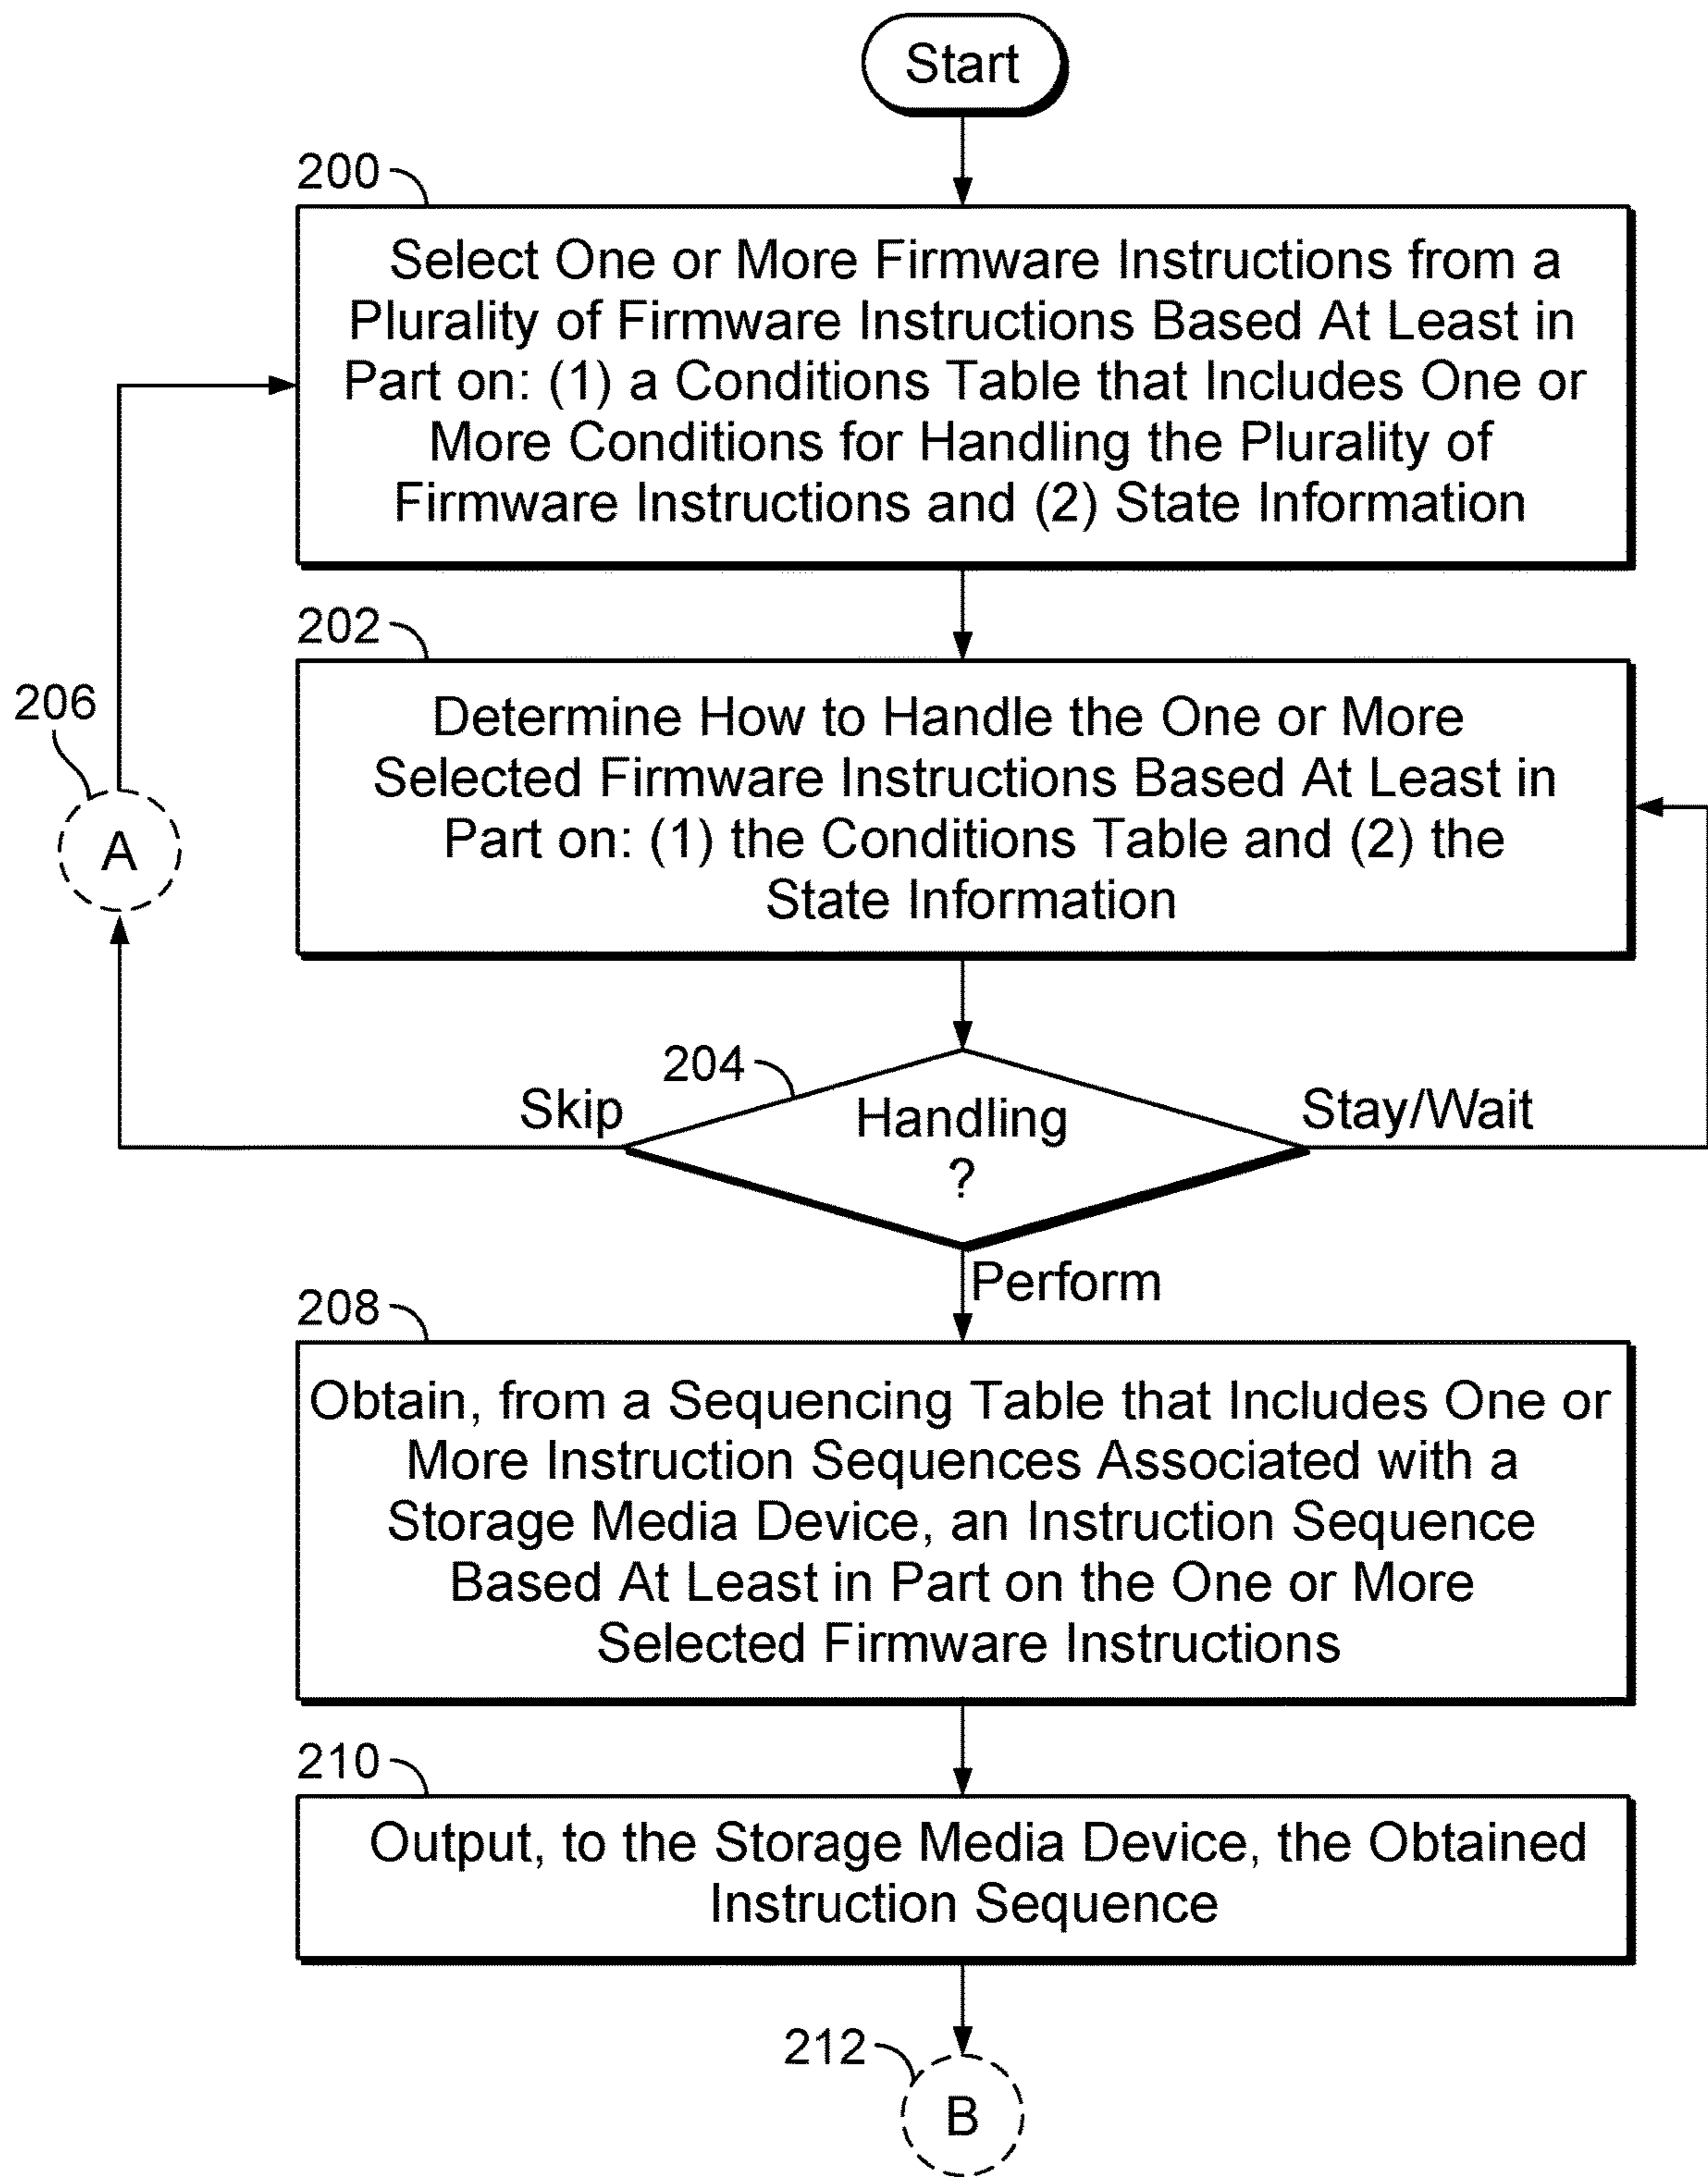 Start
200
Select One or More Firmware Instructions from a
Plurality of Firmware Instructions Based At Least in
Part on: (1) a Conditions Table that Includes One or
More Conditions for Handling the Plurality of
Firmware Instructions and (2) State Information
202
Determine How to Handle the One or More
Selected Firmware Instructions Based At Least in
Part on: (1) the Conditions Table and (2) the
State Information
206
A
204
Skip
Handling
?
Stay/Wait
Perform
208
Obtain, from a Sequencing Table that Includes One or
More Instruction Sequences Associated with a
Storage Media Device, an Instruction Sequence
Based At Least in Part on the One or More
Selected Firmware Instructions
210
Output, to the Storage Media Device, the Obtained
Instruction Sequence
212
B